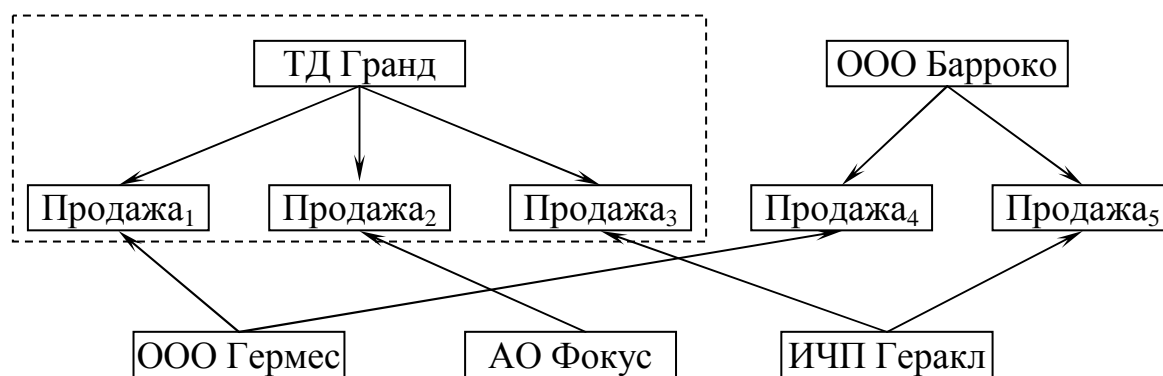 ТД Гранд ООО Барроко
Продажа₁ Продажа₂ Продажа₃ Продажа₄ Продажа₅
ООО Гермес АО Фокус ИЧП Геракл